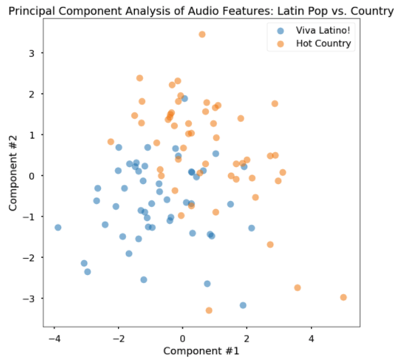 Principal Component Analysis of Audio Features: Latin Pop vs. Country
Viva Latino!
Hot Country
3
2
1
0
−1
−2
−3
Component #2
−4
−2
0
2
4
Component #1